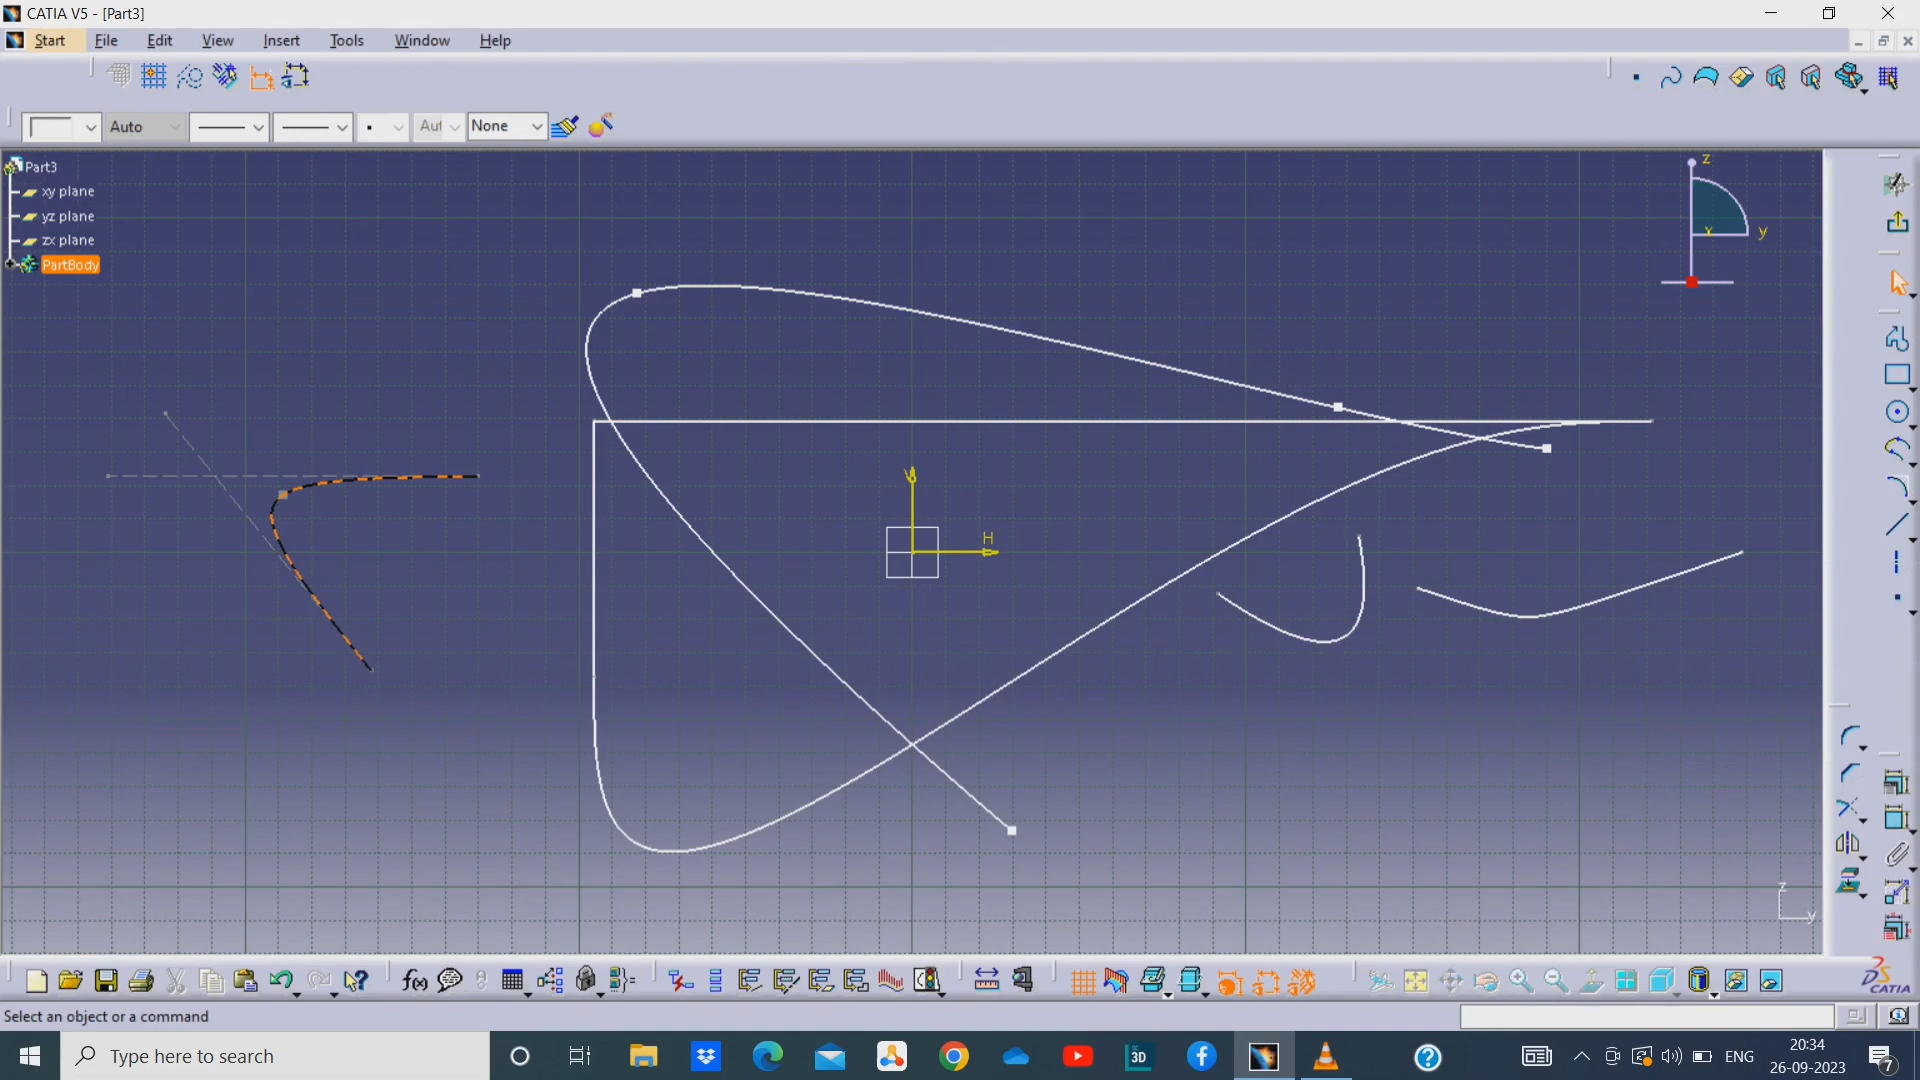 CATIA V5 - [Part3]
Start File Edit View Insert Tools Window Help
Auto Aut None
Part3
xy plane
yz plane
zx plane
PartBody
z
x
y
V
H
z
y
f(x)
CATIA
Select an object or a command
Type here to search
3D
ENG
20:34
26-09-2023
7